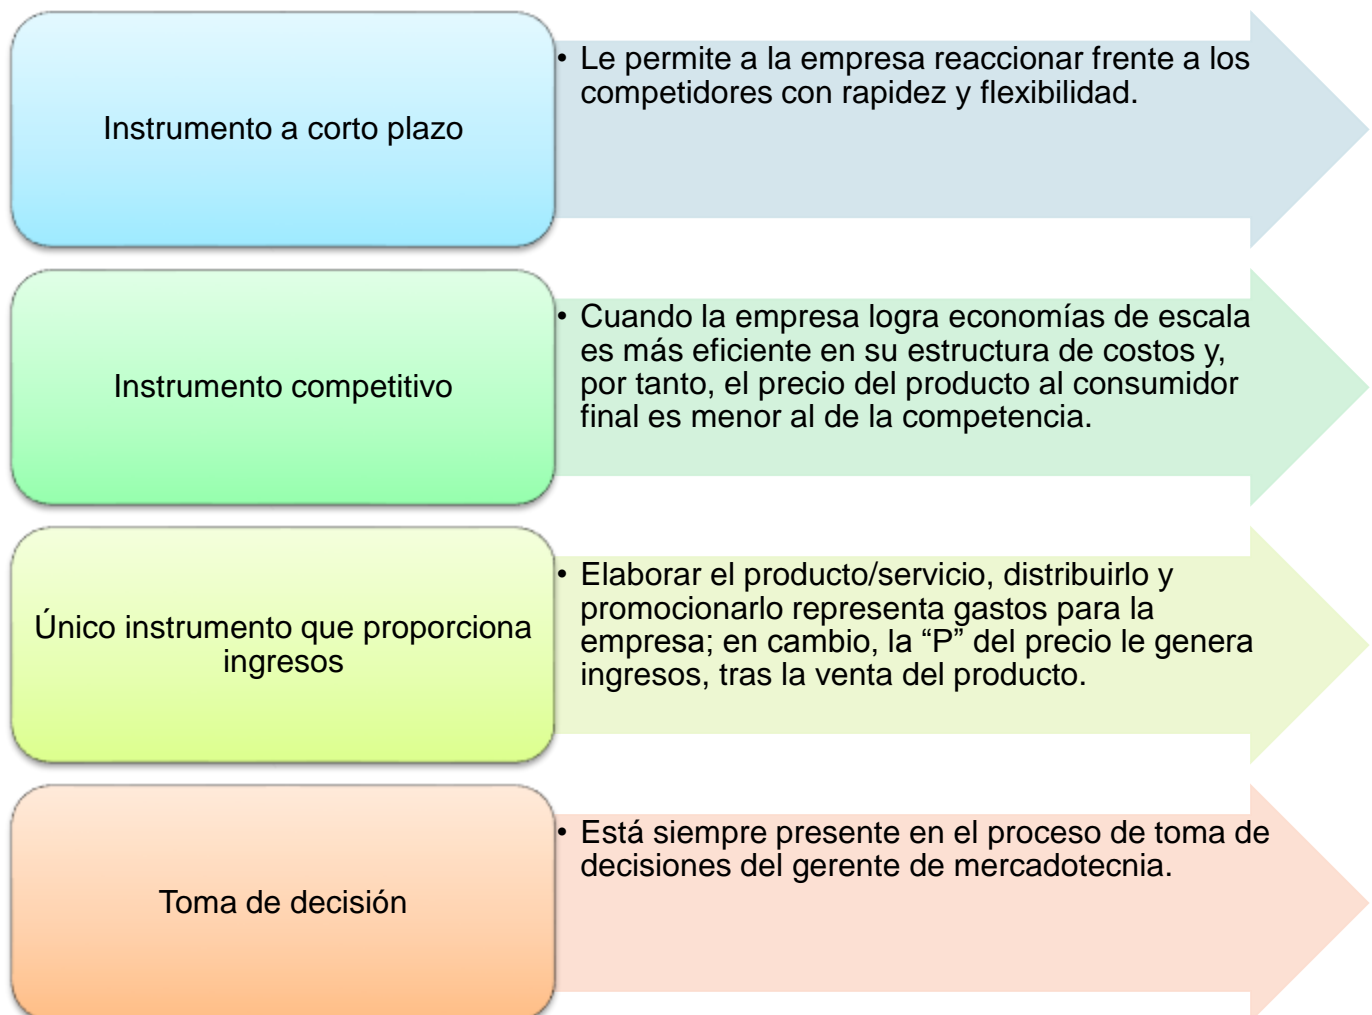 Instrumento a corto plazo
• Le permite a la empresa reaccionar frente a los
competidores con rapidez y flexibilidad.
Instrumento competitivo
• Cuando la empresa logra economías de escala
es más eficiente en su estructura de costos y,
por tanto, el precio del producto al consumidor
final es menor al de la competencia.
Único instrumento que proporciona
ingresos
• Elaborar el producto/servicio, distribuirlo y
promocionarlo representa gastos para la
empresa; en cambio, la “P” del precio le genera
ingresos, tras la venta del producto.
Toma de decisión
• Está siempre presente en el proceso de toma de
decisiones del gerente de mercadotecnia.